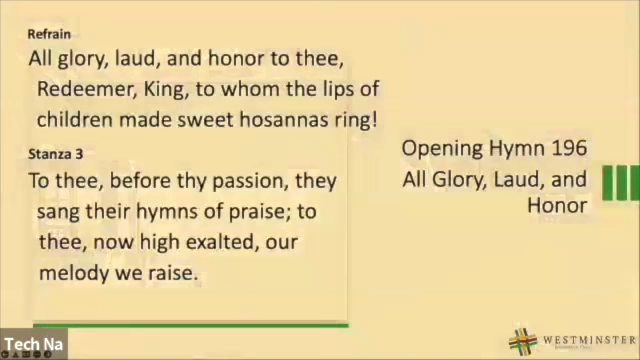 Refrain
All glory, laud, and honor to thee,
Redeemer, King, to whom the lips of
children made sweet hosannas ring!
Stanza 3
To thee, before thy passion, they
sang their hymns of praise; to
thee, now high exalted, our
melody we raise.
Opening Hymn 196
All Glory, Laud, and
Honor
Tech Na
WESTMINSTER